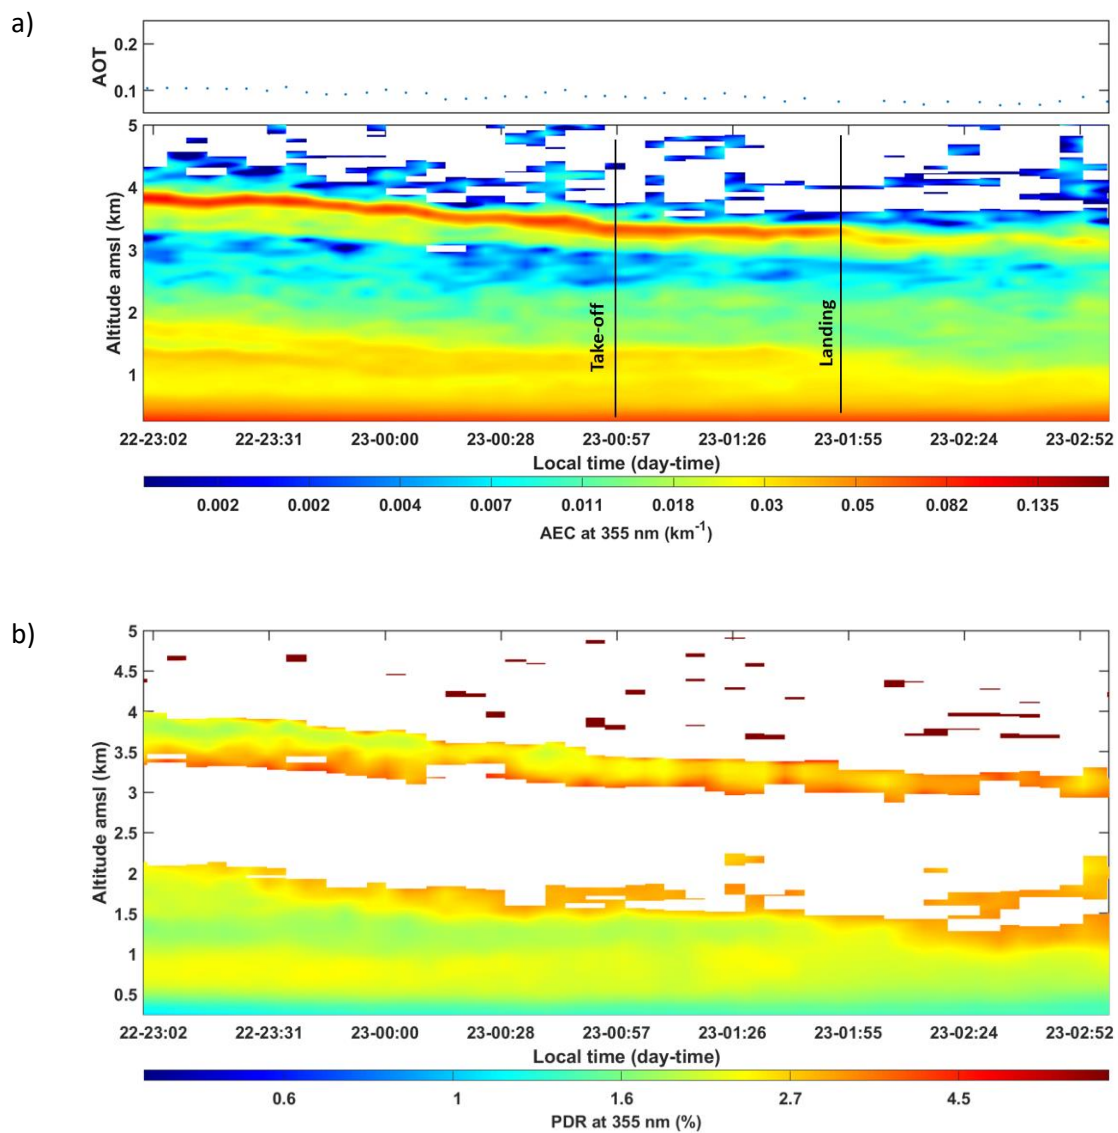 a)
AOT
0.2
0.1
Altitude amsl (km)
5
4
3
2
1
Take-off
Landing
22-23:02 22-23:31 23-00:00 23-00:28 23-00:57 23-01:26 23-01:55 23-02:24 23-02:52
Local time (day-time)
0.002 0.002 0.004 0.007 0.011 0.018 0.03 0.05 0.082 0.135
AEC at 355 nm (km⁻¹)
b)
Altitude amsl (km)
5
4.5
4
3.5
3
2.5
2
1.5
1
0.5
22-23:02 22-23:31 23-00:00 23-00:28 23-00:57 23-01:26 23-01:55 23-02:24 23-02:52
Local time (day-time)
0.6 1 1.6 2.7 4.5
PDR at 355 nm (%)